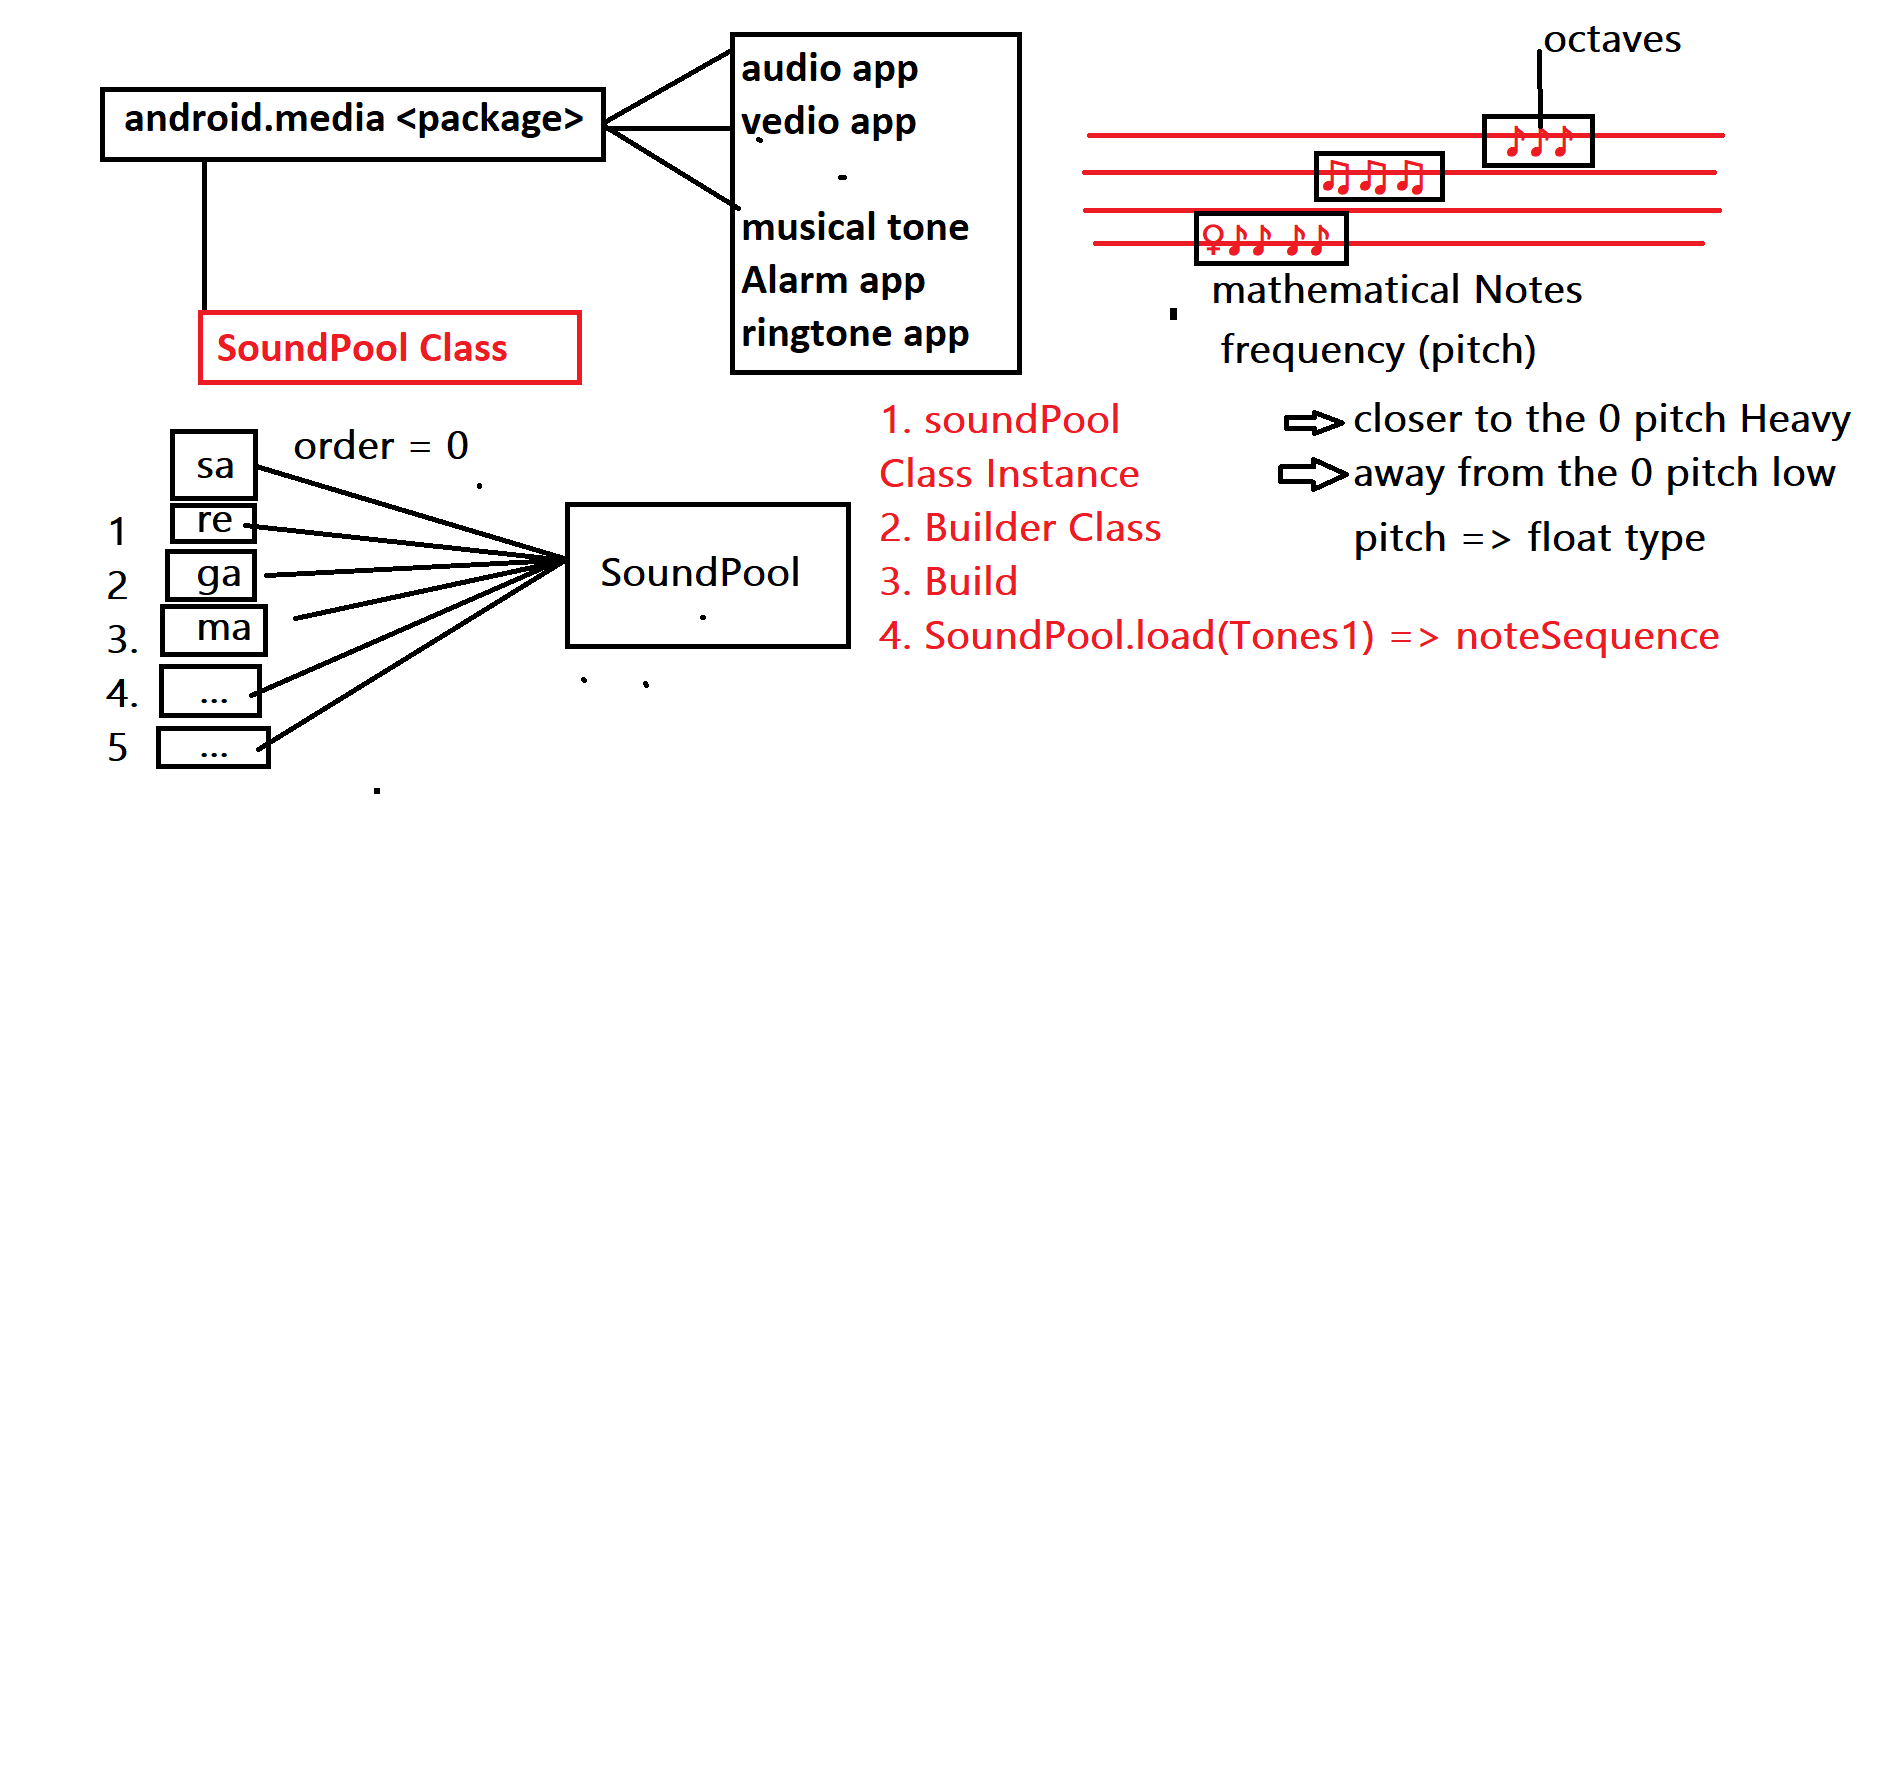 android.media <package>
audio app
vedio app
musical tone
Alarm app
ringtone app
octaves
mathematical Notes
frequency (pitch)
SoundPool Class
order = 0
sa
1 re
2 ga
3. ma
4. ...
5 ...
SoundPool
1. soundPool
Class Instance
2. Builder Class
3. Build
4. SoundPool.load(Tones1) => noteSequence
closer to the 0 pitch Heavy
away from the 0 pitch low
pitch => float type